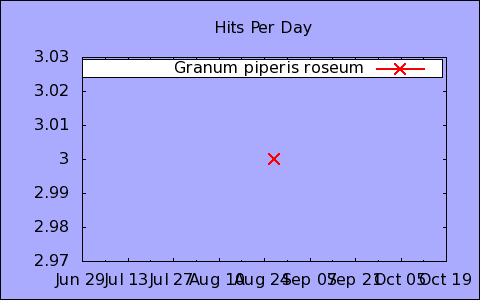 Hits Per Day
3.03
Granum piperis roseum
3.02
3.01
3
2.99
2.98
2.97
Jun 29 Jul 13 Jul 27 Aug 10 Aug 24 Sep 07 Sep 21 Oct 05 Oct 19